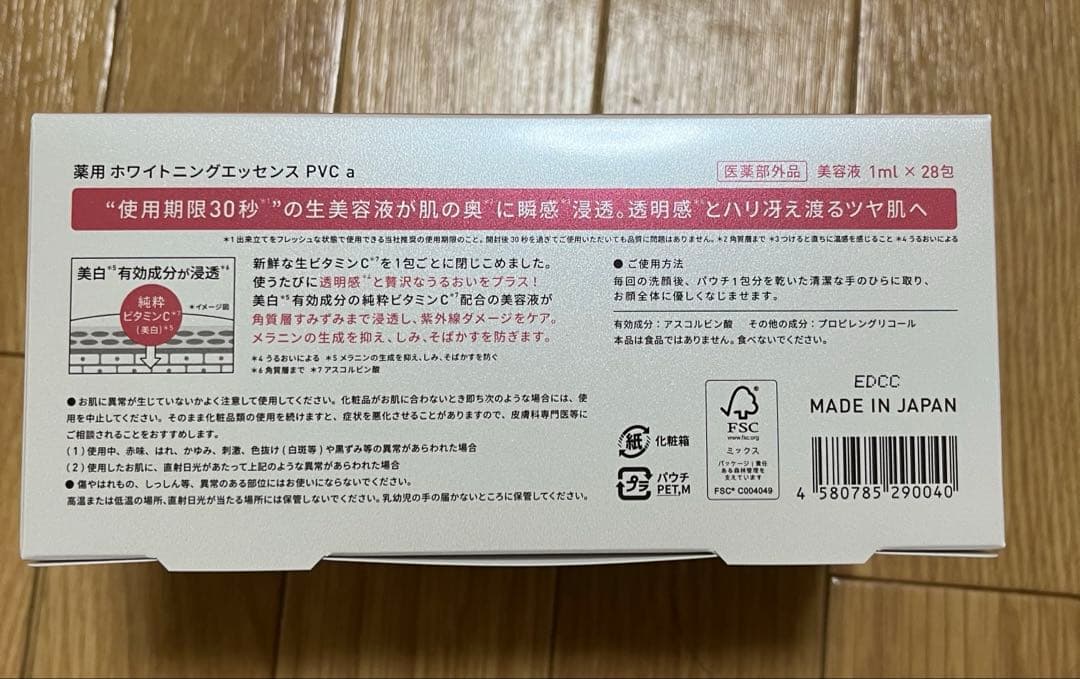 薬用 ホワイトニングエッセンス PVC a
医薬部外品 美容液 1ml × 28包
“使用期限30秒*1”の生美容液が肌の奥*2に瞬感*3浸透。透明感*4とハリ冴え渡るツヤ肌へ
*1 出来立てをフレッシュな状態で使用できる当社推奨の使用期限のこと。開封後30秒を過ぎてご使用いただいても品質に問題はありません。 *2 角質層まで *3 つけると直ちに温感を感じること *4 うるおいによる
美白*5有効成分が浸透*6
純粋
ビタミンC*7
(美白)*5
*イメージ図
新鮮な生ビタミンC*7を1包ごとに閉じこめました。
使うたびに透明感*4と贅沢なうるおいをプラス!
美白*5有効成分の純粋ビタミンC*7配合の美容液が
角質層すみずみまで浸透し、紫外線ダメージをケア。
メラニンの生成を抑え、しみ、そばかすを防ぎます。
*4 うるおいによる *5 メラニンの生成を抑え、しみ、そばかすを防ぐ
*6 角質層まで *7 アスコルビン酸
● ご使用方法
毎回の洗顔後、パウチ1包分を乾いた清潔な手のひらに取り、
お顔全体に優しくなじませます。
有効成分:アスコルビン酸 その他の成分:プロピレングリコール
本品は食品ではありません。食べないでください。
● お肌に異常が生じていないかよく注意して使用してください。化粧品がお肌に合わないとき即ち次のような場合には、使
用を中止してください。そのまま化粧品類の使用を続けますと、症状を悪化させることがありますので、皮膚科専門医等に
ご相談されることをおすすめします。
(1)使用中、赤味、はれ、かゆみ、刺激、色抜け(白斑等)や黒ずみ等の異常があらわれた場合
(2)使用したお肌に、直射日光があたって上記のような異常があらわれた場合
● 傷やはれもの、しっしん等、異常のある部位にはお使いにならないでください。
高温または低温の場所、直射日光が当たる場所には保管しないでください。乳幼児の手の届かないところに保管してください。
紙 化粧箱
プラ パウチ
PET,M
FSC
www.fsc.org
ミックス
パッケージ|責任
ある森林管理を
支えています
FSC® C004049
EDCC
MADE IN JAPAN
4 580785 290040